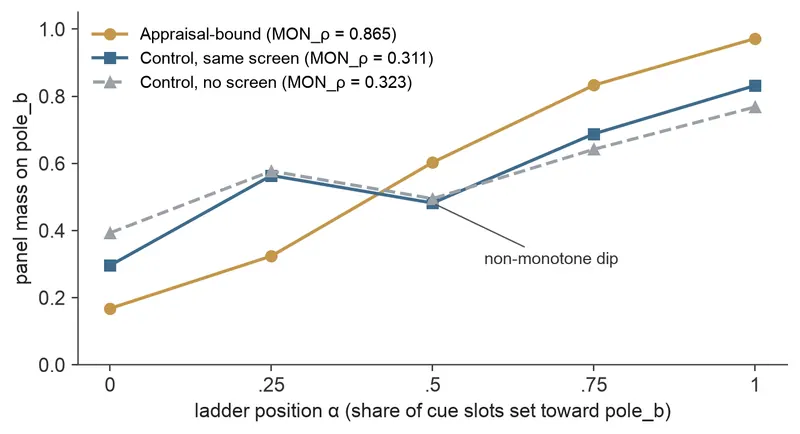 Appraisal-bound (MON_ρ = 0.865)
Control, same screen (MON_ρ = 0.311)
Control, no screen (MON_ρ = 0.323)
panel mass on pole_b
1.0
0.8
0.6
0.4
0.2
0.0
non-monotone dip
0 .25 .5 .75 1
ladder position α (share of cue slots set toward pole_b)